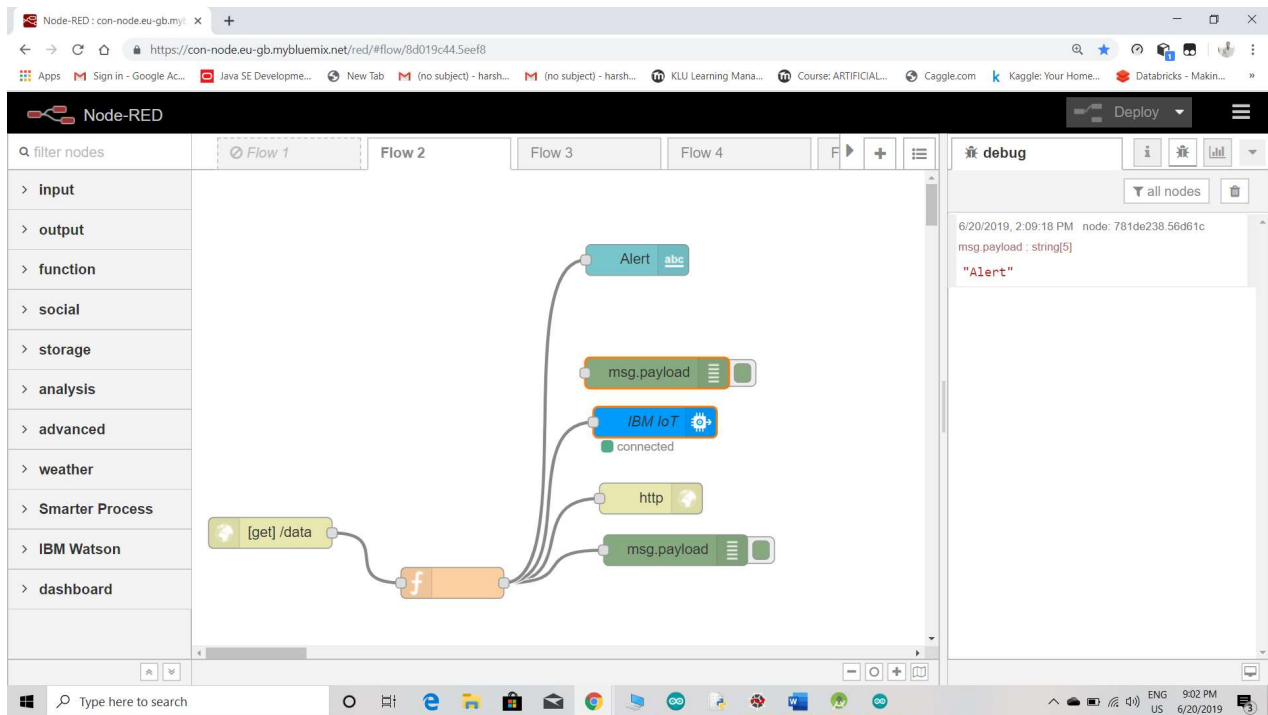 Node-RED : con-node.eu-gb.myb
https://con-node.eu-gb.mybluemix.net/red/#flow/8d019c44.5eef8
Apps
Sign in - Google Ac...
Java SE Developme...
New Tab
(no subject) - harsh...
(no subject) - harsh...
KLU Learning Mana...
Course: ARTIFICIAL...
Caggle.com
Kaggle: Your Home...
Databricks - Makin...
»
Node-RED
Deploy
filter nodes
Flow 1
Flow 2
Flow 3
Flow 4
F
debug
i
input
output
function
social
storage
analysis
advanced
weather
Smarter Process
IBM Watson
dashboard
all nodes
6/20/2019, 2:09:18 PM node: 781de238.56d61c
msg.payload : string[5]
"Alert"
Alert
abc
msg.payload
IBM IoT
connected
http
[get] /data
f
msg.payload
Type here to search
ENG
US
9:02 PM
6/20/2019
3